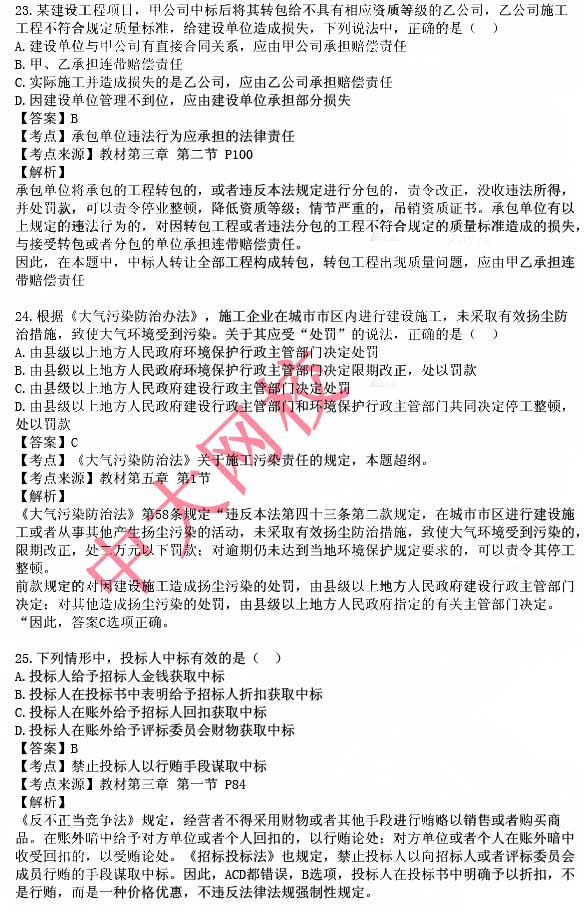 23.某建设工程项目，甲公司中标后将其转包给不具有相应资质等级的乙公司，乙公司施工
工程不符合规定质量标准，给建设单位造成损失，下列说法中，正确的是（ ）
A.建设单位与甲公司有直接合同关系，应由甲公司承担赔偿责任
B.甲、乙承担连带赔偿责任
C.实际施工并造成损失的是乙公司，应由乙公司承担赔偿责任
D.因建设单位管理不到位，应由建设单位承担部分损失
【答案】B
【考点】承包单位违法行为应承担的法律责任
【考点来源】教材第三章 第二节 P100
【解析】
承包单位将承包的工程转包的，或者违反本法规定进行分包的，责令改正，没收违法所得，
并处罚款，可以责令停业整顿，降低资质等级；情节严重的，吊销资质证书。承包单位有以
上规定的违法行为的，对因转包工程或者违法分包的工程不符合规定的质量标准造成的损失，
与接受转包或者分包的单位承担连带赔偿责任。
因此，在本题中，中标人转让全部工程构成转包，转包工程出现质量问题，应由甲乙承担连
带赔偿责任
24.根据《大气污染防治办法》，施工企业在城市市区内进行建设施工，未采取有效扬尘防
治措施，致使大气环境受到污染。关于其应受“处罚”的说法，正确的是（ ）
A.由县级以上地方人民政府环境保护行政主管部门决定处罚
B.由县级以上地方人民政府环境保护行政主管部门决定限期改正，处以罚款
C.由县级以上地方人民政府建设行政主管部门决定处罚
D.由县级以上地方人民政府建设行政主管部门和环境保护行政主管部门共同决定停工整顿，
处以罚款
【答案】C
【考点】《大气污染防治法》关于施工污染责任的规定，本题超纲。
【考点来源】教材第五章 第1节
【解析】
《大气污染防治法》第58条规定“违反本法第四十三条第二款规定，在城市市区进行建设施
工或者从事其他产生扬尘污染的活动，未采取有效扬尘防治措施，致使大气环境受到污染的，
限期改正，处二万元以下罚款；对逾期仍未达到当地环境保护规定要求的，可以责令其停工
整顿。
前款规定的对因建设施工造成扬尘污染的处罚，由县级以上地方人民政府建设行政主管部门
决定；对其他造成扬尘污染的处罚，由县级以上地方人民政府指定的有关主管部门决定。
“因此，答案C选项正确。
25.下列情形中，投标人中标有效的是（ ）
A.投标人给予招标人金钱获取中标
B.投标人在投标书中表明给予招标人折扣获取中标
C.投标人在账外给予招标人回扣获取中标
D.投标人在账外给予评标委员会财物获取中标
【答案】B
【考点】禁止投标人以行贿手段谋取中标
【考点来源】教材第三章 第一节 P84
【解析】
《反不正当竞争法》规定，经营者不得采用财物或者其他手段进行贿赂以销售或者购买商
品。在账外暗中给予对方单位或者个人回扣的，以行贿论处；对方单位或者个人在账外暗中
收受回扣的，以受贿论处。《招标投标法》也规定，禁止投标人以向招标人或者评标委员会
成员行贿的手段谋取中标。因此，ACD都错误，B选项，投标人在投标书中明确予以折扣，不
是行贿，而是一种价格优惠，不违反法律法规强制性规定。
中大网校